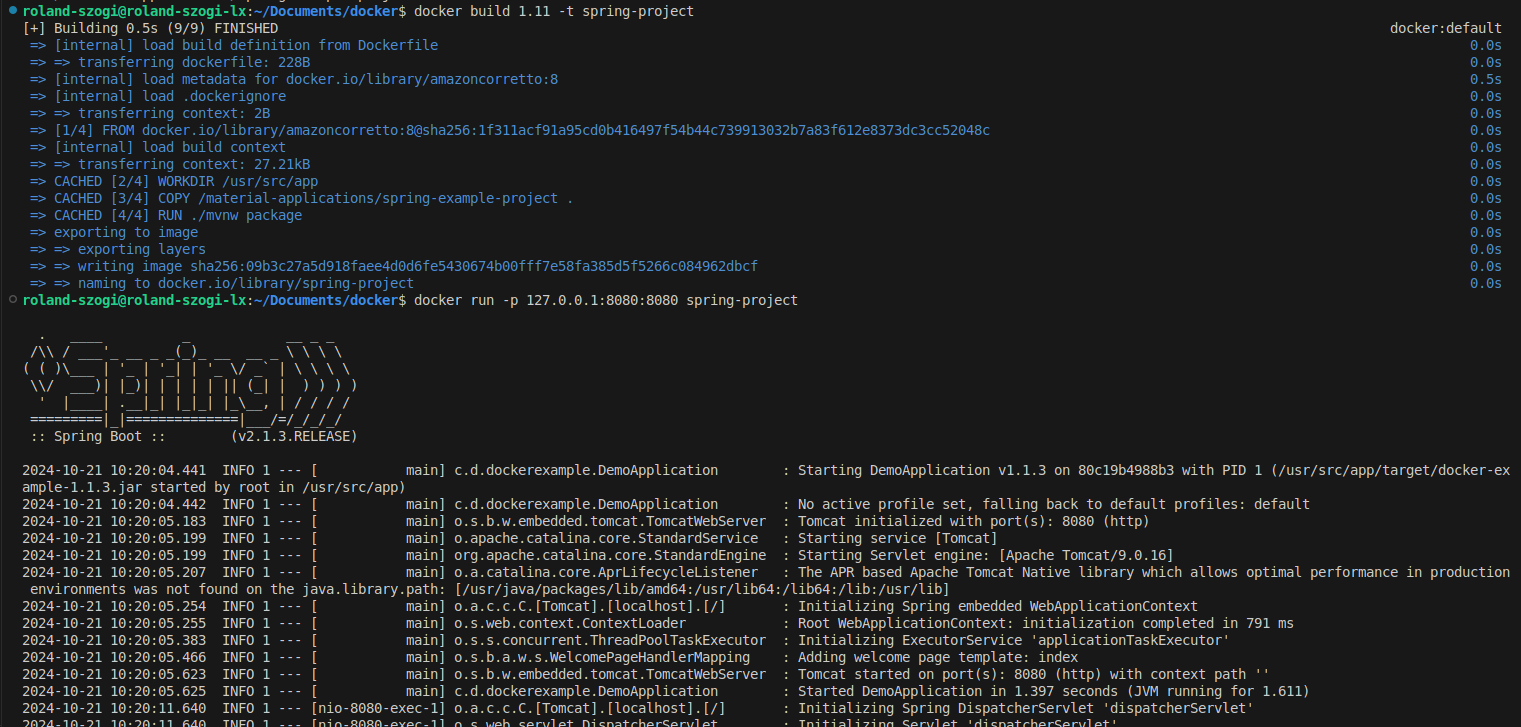 roland-szogi@roland-szogi-lx:~/Documents/docker$ docker build 1.11 -t spring-project
[+] Building 0.5s (9/9) FINISHED docker:default
=> [internal] load build definition from Dockerfile 0.0s
=> => transferring dockerfile: 228B 0.0s
=> [internal] load metadata for docker.io/library/amazoncorretto:8 0.5s
=> [internal] load .dockerignore 0.0s
=> => transferring context: 2B 0.0s
=> [1/4] FROM docker.io/library/amazoncorretto:8@sha256:1f311acf91a95cd0b416497f54b44c739913032b7a83f612e8373dc3cc52048c 0.0s
=> [internal] load build context 0.0s
=> => transferring context: 27.21kB 0.0s
=> CACHED [2/4] WORKDIR /usr/src/app 0.0s
=> CACHED [3/4] COPY /material-applications/spring-example-project . 0.0s
=> CACHED [4/4] RUN ./mvnw package 0.0s
=> exporting to image 0.0s
=> => exporting layers 0.0s
=> => writing image sha256:09b3c27a5d918faee4d0d6fe5430674b00fff7e58fa385d5f5266c084962dbcf 0.0s
=> => naming to docker.io/library/spring-project 0.0s
roland-szogi@roland-szogi-lx:~/Documents/docker$ docker run -p 127.0.0.1:8080:8080 spring-project
  .   ____          _            __ _ _
 /\\ / ___'_ __ _ _(_)_ __  __ _ \ \ \ \
( ( )\___ | '_ | '_| | '_ \/ _` | \ \ \ \
 \\/  ___)| |_)| | | | | || (_| |  ) ) ) )
  '  |____| .__|_| |_|_| |_\__, | / / / /
 =========|_|==============|___/=/_/_/_/
 :: Spring Boot ::        (v2.1.3.RELEASE)
2024-10-21 10:20:04.441  INFO 1 --- [           main] c.d.dockerexample.DemoApplication        : Starting DemoApplication v1.1.3 on 80c19b4988b3 with PID 1 (/usr/src/app/target/docker-ex
ample-1.1.3.jar started by root in /usr/src/app)
2024-10-21 10:20:04.442  INFO 1 --- [           main] c.d.dockerexample.DemoApplication        : No active profile set, falling back to default profiles: default
2024-10-21 10:20:05.183  INFO 1 --- [           main] o.s.b.w.embedded.tomcat.TomcatWebServer  : Tomcat initialized with port(s): 8080 (http)
2024-10-21 10:20:05.199  INFO 1 --- [           main] o.apache.catalina.core.StandardService   : Starting service [Tomcat]
2024-10-21 10:20:05.199  INFO 1 --- [           main] org.apache.catalina.core.StandardEngine  : Starting Servlet engine: [Apache Tomcat/9.0.16]
2024-10-21 10:20:05.207  INFO 1 --- [           main] o.a.catalina.core.AprLifecycleListener   : The APR based Apache Tomcat Native library which allows optimal performance in production
 environments was not found on the java.library.path: [/usr/java/packages/lib/amd64:/usr/lib64:/lib64:/lib:/usr/lib]
2024-10-21 10:20:05.254  INFO 1 --- [           main] o.a.c.c.C.[Tomcat].[localhost].[/]       : Initializing Spring embedded WebApplicationContext
2024-10-21 10:20:05.255  INFO 1 --- [           main] o.s.web.context.ContextLoader            : Root WebApplicationContext: initialization completed in 791 ms
2024-10-21 10:20:05.383  INFO 1 --- [           main] o.s.s.concurrent.ThreadPoolTaskExecutor  : Initializing ExecutorService 'applicationTaskExecutor'
2024-10-21 10:20:05.466  INFO 1 --- [           main] o.s.b.a.w.s.WelcomePageHandlerMapping    : Adding welcome page template: index
2024-10-21 10:20:05.623  INFO 1 --- [           main] o.s.b.w.embedded.tomcat.TomcatWebServer  : Tomcat started on port(s): 8080 (http) with context path ''
2024-10-21 10:20:05.625  INFO 1 --- [           main] c.d.dockerexample.DemoApplication        : Started DemoApplication in 1.397 seconds (JVM running for 1.611)
2024-10-21 10:20:11.640  INFO 1 --- [nio-8080-exec-1] o.a.c.c.C.[Tomcat].[localhost].[/]       : Initializing Spring DispatcherServlet 'dispatcherServlet'
2024-10-21 10:20:11.640  INFO 1 --- [nio-8080-exec-1] o.s.web.servlet.DispatcherServlet        : Initializing Servlet 'dispatcherServlet'